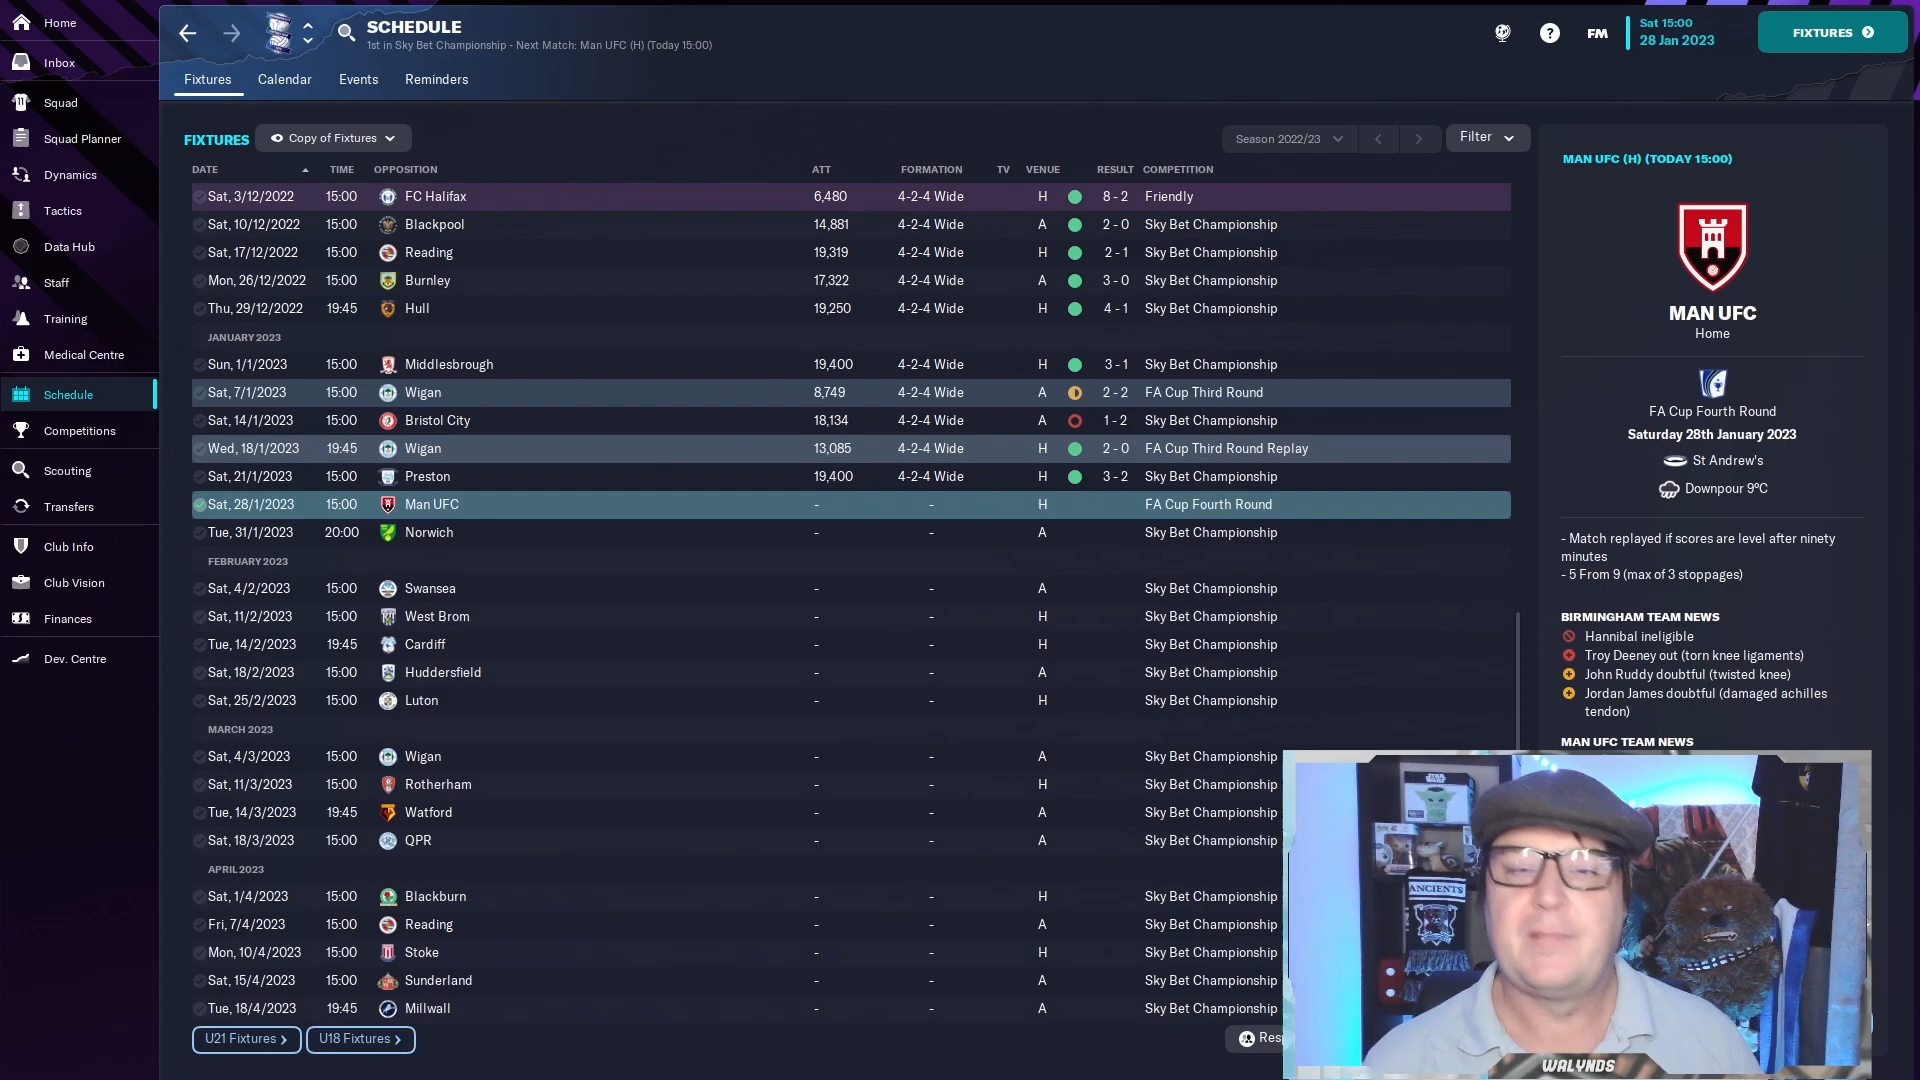 Home
Inbox
Squad
Squad Planner
Dynamics
Tactics
Data Hub
Staff
Training
Medical Centre
Schedule
Competitions
Scouting
Transfers
Club Info
Club Vision
Finances
Dev. Centre
SCHEDULE
1st in Sky Bet Championship - Next Match: Man UFC (H) (Today 15:00)
FM
Sat 15:00
28 Jan 2023
FIXTURES
Fixtures Calendar Events Reminders
FIXTURES Copy of Fixtures Season 2022/23 Filter
DATE TIME OPPOSITION ATT FORMATION TV VENUE RESULT COMPETITION
Sat, 3/12/2022 15:00 FC Halifax 6,480 4-2-4 Wide H 8 - 2 Friendly
Sat, 10/12/2022 15:00 Blackpool 14,881 4-2-4 Wide A 2 - 0 Sky Bet Championship
Sat, 17/12/2022 15:00 Reading 19,319 4-2-4 Wide H 2 - 1 Sky Bet Championship
Mon, 26/12/2022 15:00 Burnley 17,322 4-2-4 Wide A 3 - 0 Sky Bet Championship
Thu, 29/12/2022 19:45 Hull 19,250 4-2-4 Wide H 4 - 1 Sky Bet Championship
JANUARY 2023
Sun, 1/1/2023 15:00 Middlesbrough 19,400 4-2-4 Wide H 3 - 1 Sky Bet Championship
Sat, 7/1/2023 15:00 Wigan 8,749 4-2-4 Wide A 2 - 2 FA Cup Third Round
Sat, 14/1/2023 15:00 Bristol City 18,134 4-2-4 Wide A 1 - 2 Sky Bet Championship
Wed, 18/1/2023 19:45 Wigan 13,085 4-2-4 Wide H 2 - 0 FA Cup Third Round Replay
Sat, 21/1/2023 15:00 Preston 19,400 4-2-4 Wide H 3 - 2 Sky Bet Championship
Sat, 28/1/2023 15:00 Man UFC - - H FA Cup Fourth Round
Tue, 31/1/2023 20:00 Norwich - - A Sky Bet Championship
FEBRUARY 2023
Sat, 4/2/2023 15:00 Swansea - - A Sky Bet Championship
Sat, 11/2/2023 15:00 West Brom - - H Sky Bet Championship
Tue, 14/2/2023 19:45 Cardiff - - H Sky Bet Championship
Sat, 18/2/2023 15:00 Huddersfield - - A Sky Bet Championship
Sat, 25/2/2023 15:00 Luton - - H Sky Bet Championship
MARCH 2023
Sat, 4/3/2023 15:00 Wigan - - A Sky Bet Championship
Sat, 11/3/2023 15:00 Rotherham - - H Sky Bet Championship
Tue, 14/3/2023 19:45 Watford - - A Sky Bet Championship
Sat, 18/3/2023 15:00 QPR - - A Sky Bet Championship
APRIL 2023
Sat, 1/4/2023 15:00 Blackburn - - H Sky Bet Championship
Fri, 7/4/2023 15:00 Reading - - A Sky Bet Championship
Mon, 10/4/2023 15:00 Stoke - - H Sky Bet Championship
Sat, 15/4/2023 15:00 Sunderland - - A Sky Bet Championship
Tue, 18/4/2023 19:45 Millwall - - A Sky Bet Championship
U21 Fixtures U18 Fixtures
MAN UFC (H) (TODAY 15:00)
MAN UFC
Home
FA Cup Fourth Round
Saturday 28th January 2023
St Andrew's
Downpour 9°C
- Match replayed if scores are level after ninety
minutes
- 5 From 9 (max of 3 stoppages)
BIRMINGHAM TEAM NEWS
Hannibal ineligible
Troy Deeney out (torn knee ligaments)
John Ruddy doubtful (twisted knee)
Jordan James doubtful (damaged achilles
tendon)
MAN UFC TEAM NEWS
STAR
WARS
ANCIENTS
WALYNDS